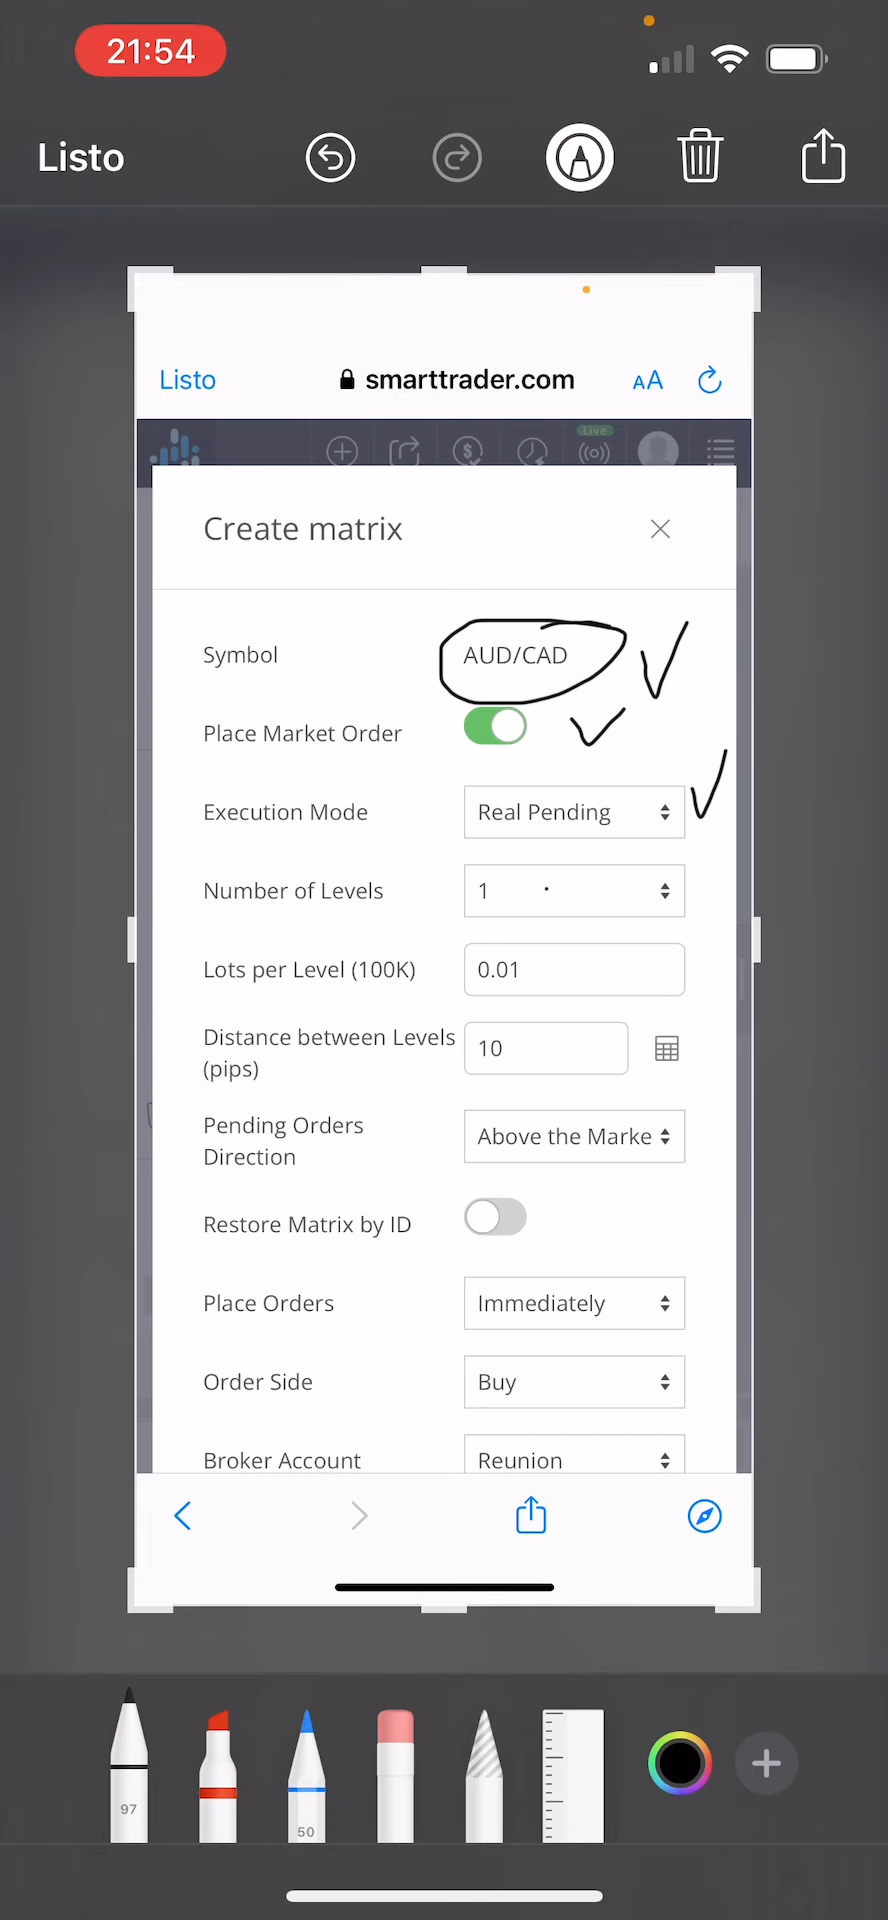 21:54
Listo
Listo
smarttrader.com
AA
Live
Create matrix
Symbol AUD/CAD
Place Market Order
Execution Mode Real Pending
Number of Levels 1
Lots per Level (100K) 0.01
Distance between Levels (pips) 10
Pending Orders Direction Above the Marke
Restore Matrix by ID
Place Orders Immediately
Order Side Buy
Broker Account Reunion
97
50